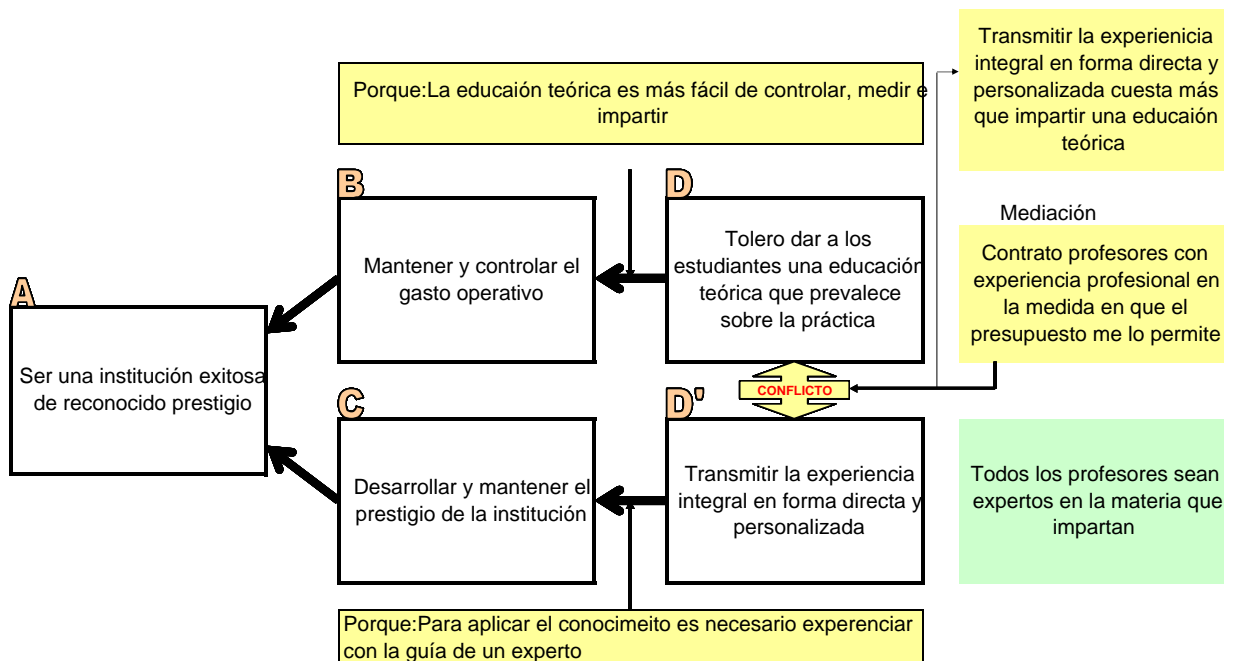 Transmitir la experienicia
integral en forma directa y
personalizada cuesta más
que impartir una educaión
teórica
Porque:La educaión teórica es más fácil de controlar, medir e
impartir
B
Mantener y controlar el
gasto operativo
D
Tolero dar a los
estudiantes una educación
teórica que prevalece
sobre la práctica
Mediación
Contrato profesores con
experiencia profesional en
la medida en que el
presupuesto me lo permite
A
Ser una institución exitosa
de reconocido prestigio
CONFLICTO
C
Desarrollar y mantener el
prestigio de la institución
D'
Transmitir la experiencia
integral en forma directa y
personalizada
Todos los profesores sean
expertos en la materia que
impartan
Porque:Para aplicar el conocimeito es necesario experenciar
con la guía de un experto